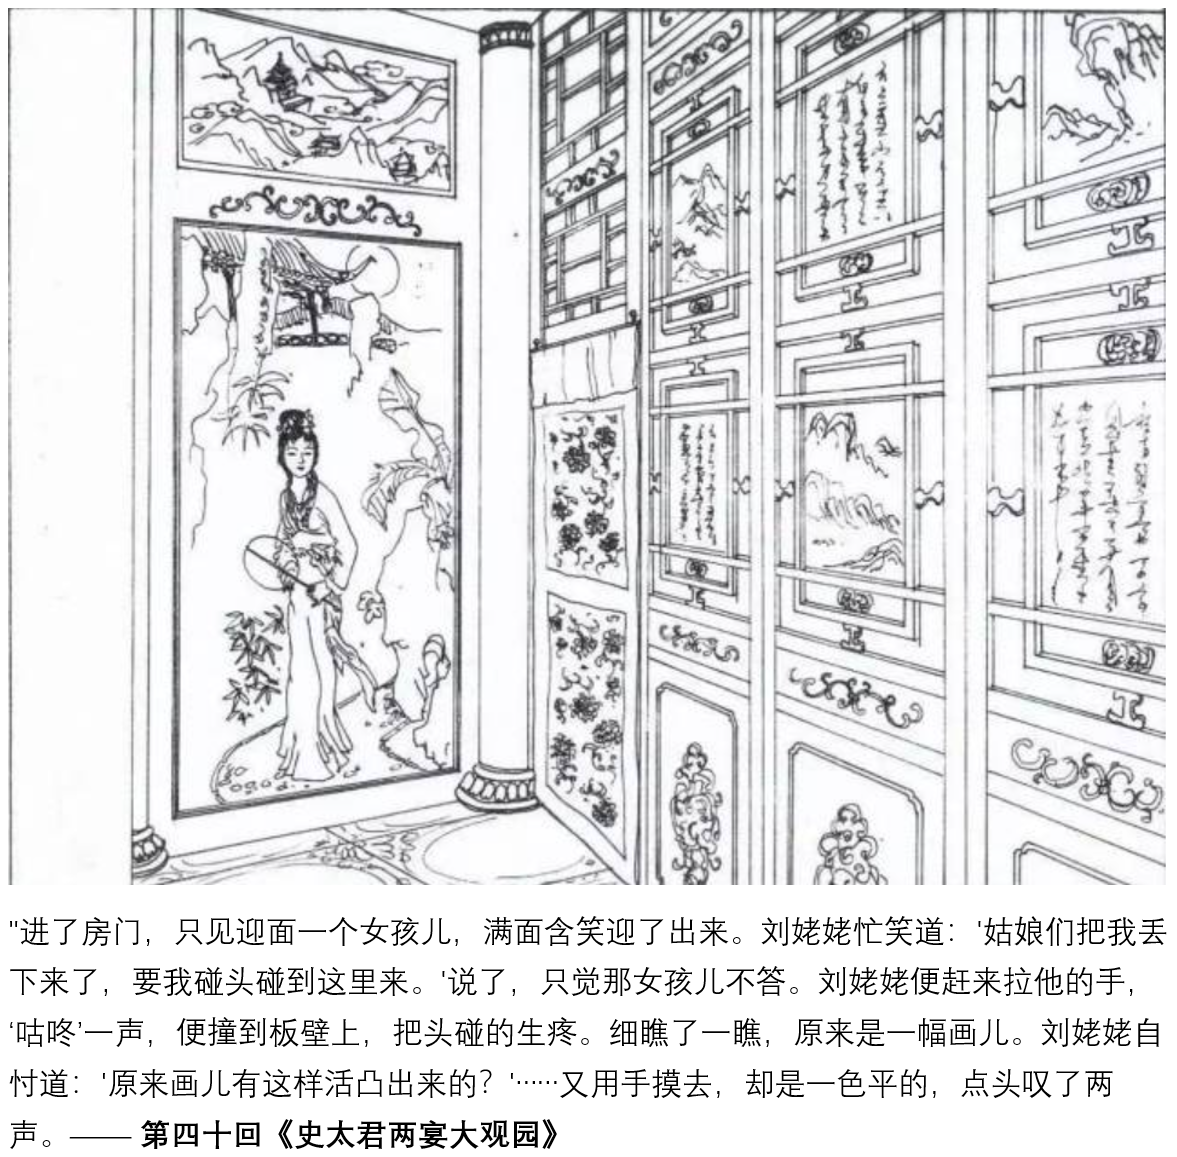 "进了房门，只见迎面一个女孩儿，满面含笑迎了出来。刘姥姥忙笑道：'姑娘们把我丢
下来了，要我碰头碰到这里来。'说了，只觉那女孩儿不答。刘姥姥便赶来拉他的手，
‘咕咚’一声，便撞到板壁上，把头碰的生疼。细瞧了一瞧，原来是一幅画儿。刘姥姥自
忖道：'原来画儿有这样活凸出来的？'……又用手摸去，却是一色平的，点头叹了两
声。—— 第四十回《史太君两宴大观园》